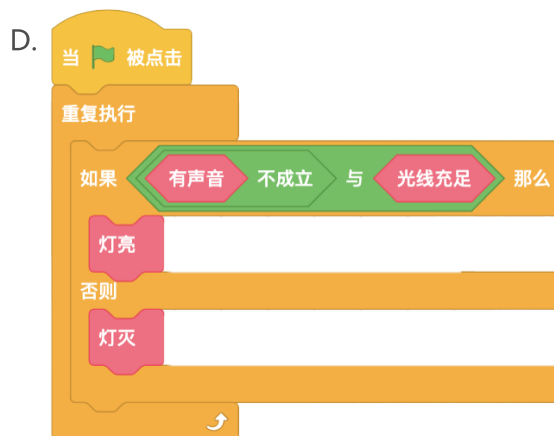 D.
当 被点击
重复执行
如果 有声音 不成立 与 光线充足 那么
灯亮
否则
灯灭